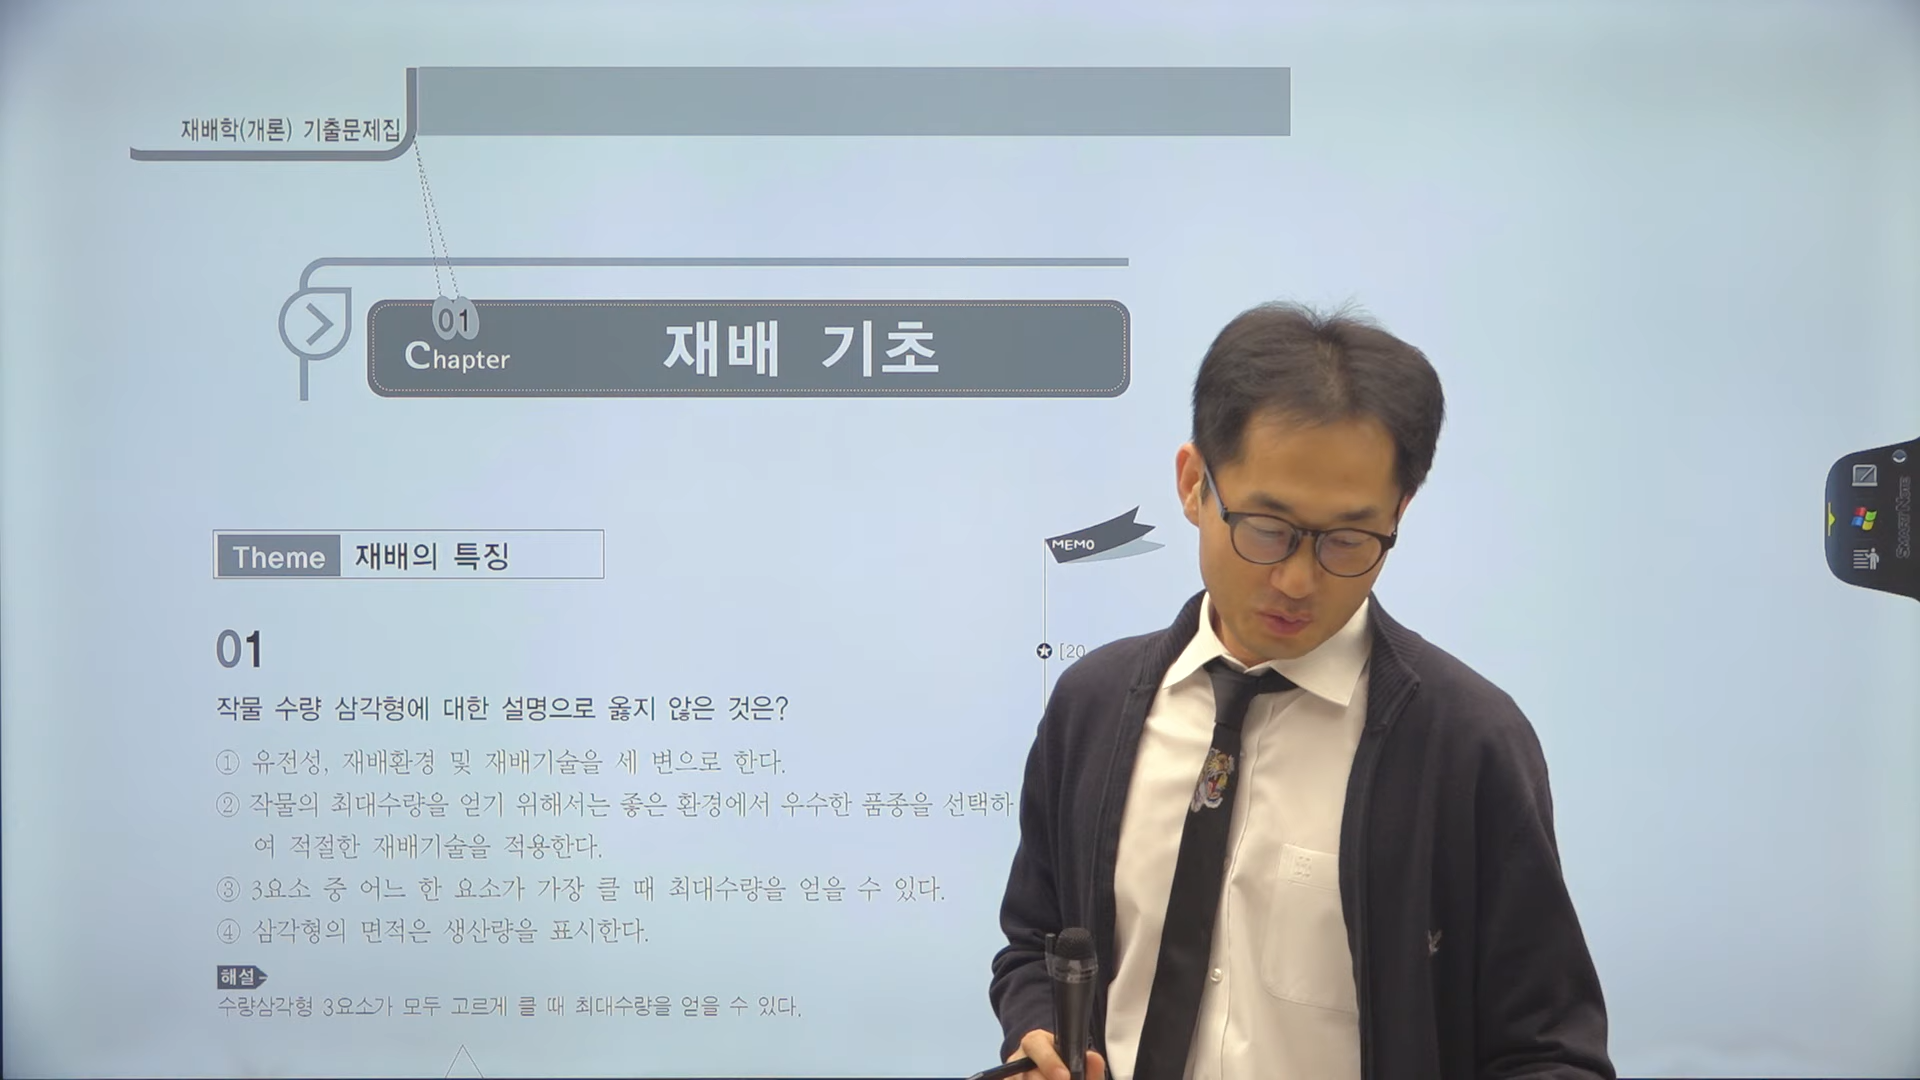 재배학(개론) 기출문제집
01
Chapter 재배 기초
Theme 재배의 특징
MEMO
01
[20
작물 수량 삼각형에 대한 설명으로 옳지 않은 것은?
① 유전성, 재배환경 및 재배기술을 세 변으로 한다.
② 작물의 최대수량을 얻기 위해서는 좋은 환경에서 우수한 품종을 선택하
여 적절한 재배기술을 적용한다.
③ 3요소 중 어느 한 요소가 가장 클 때 최대수량을 얻을 수 있다.
④ 삼각형의 면적은 생산량을 표시한다.
해설
수량삼각형 3요소가 모두 고르게 클 때 최대수량을 얻을 수 있다.